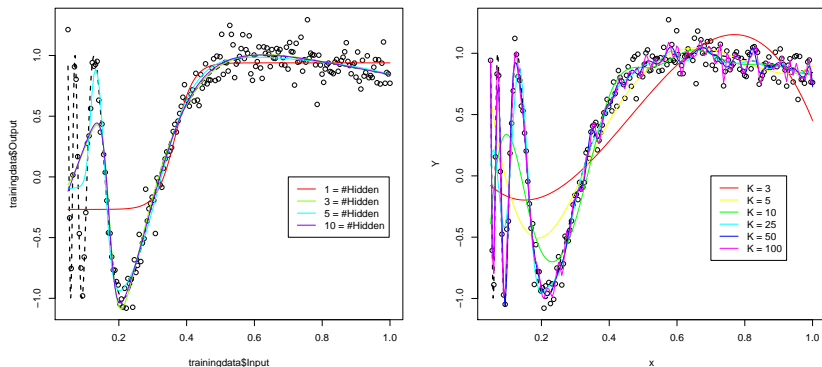 trainingdata$Output
1.0
0.5
0.0
−0.5
−1.0
0.2
0.4
0.6
0.8
1.0
trainingdata$Input
1 = #Hidden
3 = #Hidden
5 = #Hidden
10 = #Hidden
Y
1.0
0.5
0.0
−0.5
−1.0
0.2
0.4
0.6
0.8
1.0
x
K = 3
K = 5
K = 10
K = 25
K = 50
K = 100